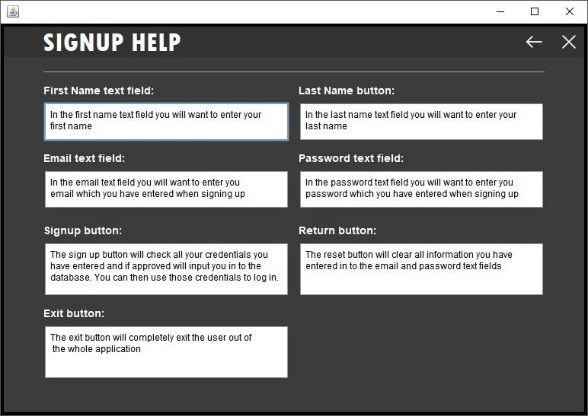 SIGNUP HELP
First Name text field:
In the first name text field you will want to enter your
first name
Last Name button:
In the last name text field you will want to enter your
last name
Email text field:
In the email text field you will want to enter you
email which you have entered when signing up
Password text field:
In the password text field you will want to enter you
password which you have entered when signing up
Signup button:
The sign up button will check all your credentials you
have entered and if approved will input you in to the
database. You can then use those credentials to log in.
Return button:
The reset button will clear all information you have
entered in to the email and password text fields
Exit button:
The exit button will completely exit the user out of
the whole application